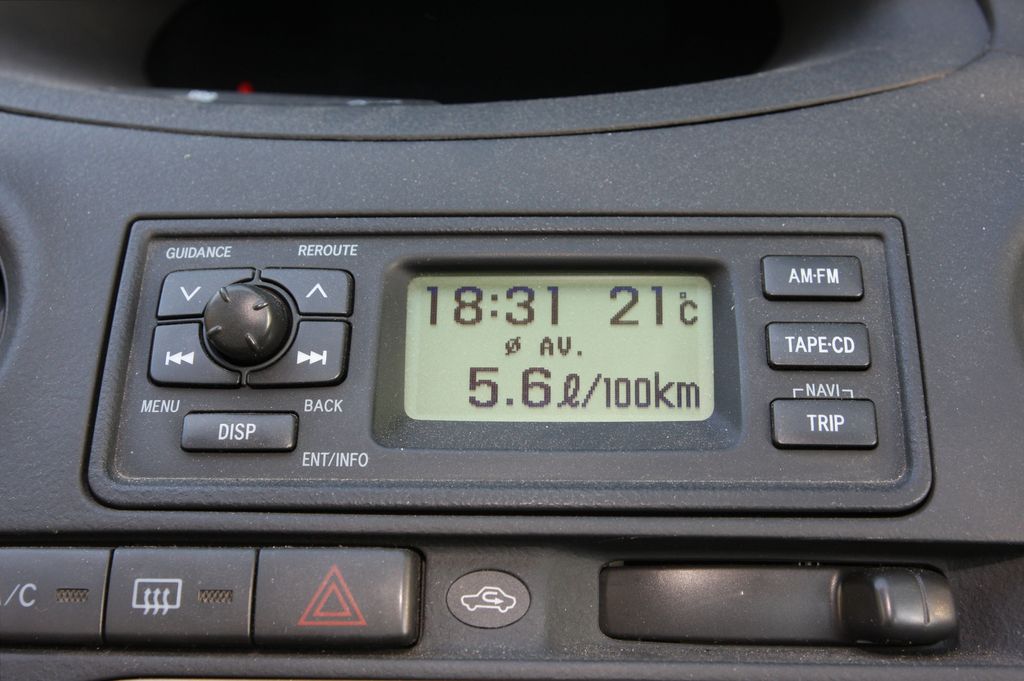 GUIDANCE REROUTE
MENU BACK
DISP
ENT/INFO
18:31 21°C
ø AV.
5.6ℓ/100km
AM·FM
TAPE·CD
NAVI
TRIP
/C